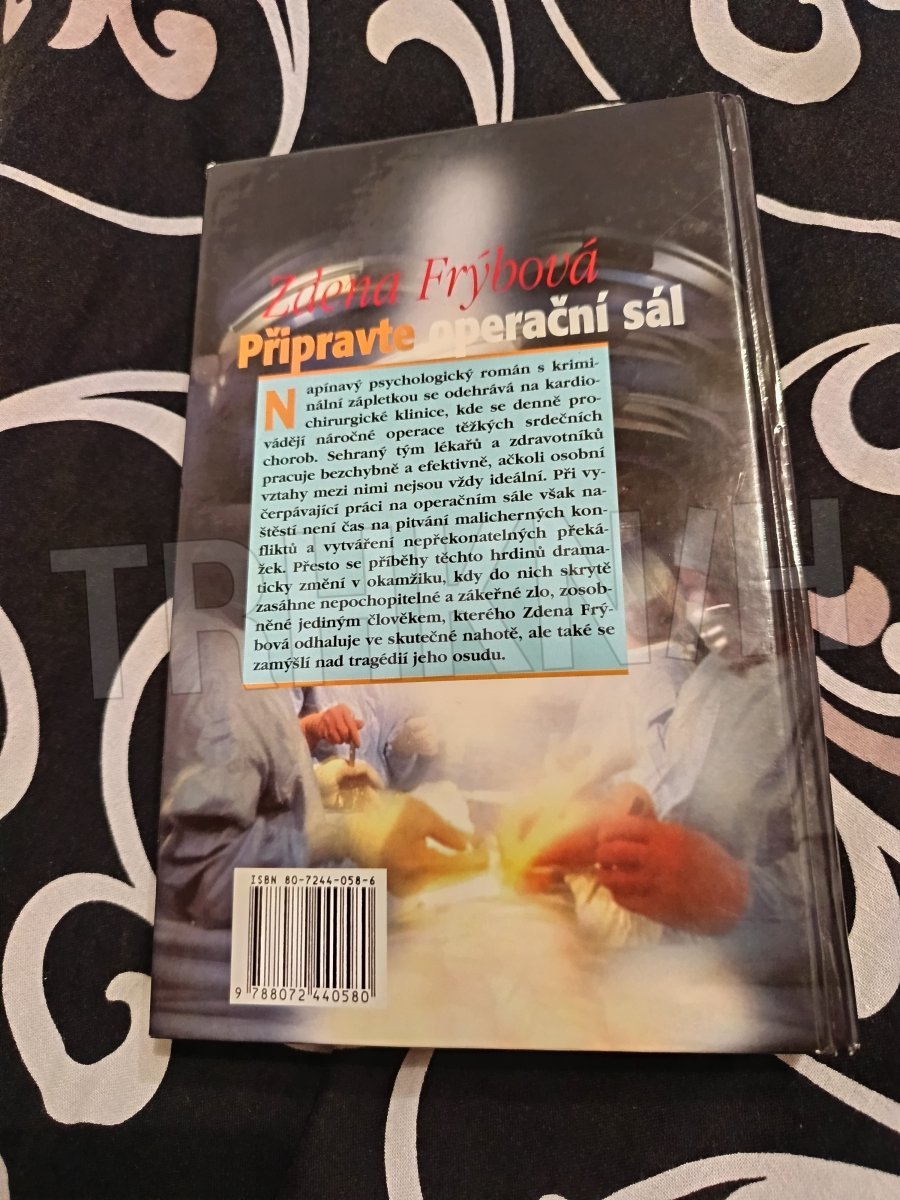 Zdena Frýbová
Připravte operační sál
Napínavý psychologický román s krimi-
nální zápletkou se odehrává na kardio-
chirurgické klinice, kde se denně pro-
vádějí náročné operace těžkých srdečních
chorob. Sehraný tým lékařů a zdravotníků
pracuje bezchybně a efektivně, ačkoli osobní
vztahy mezi nimi nejsou vždy ideální. Při vy-
čerpávající práci na operačním sále však na-
štěstí není čas na pitvání malicherných kon-
fliktů a vytváření nepřekonatelných překá-
žek. Přesto se příběhy těchto hrdinů drama-
ticky změní v okamžiku, kdy do nich skrytě
zasáhne nepochopitelné a zákeřné zlo, zosob-
něné jediným člověkem, kterého Zdena Frý-
bová odhaluje ve skutečné nahotě, ale také se
zamýšlí nad tragédií jeho osudu.
TRHKNIH
ISBN 80-7244-058-6
9 788072 440580